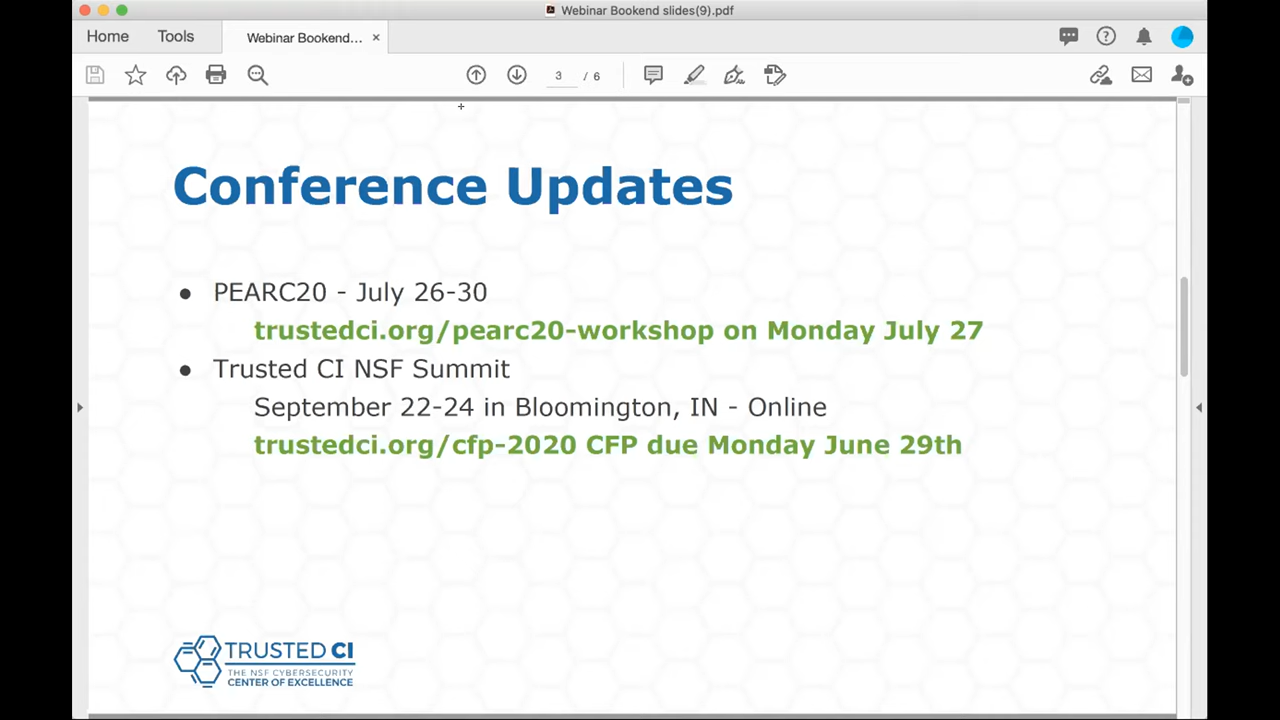 Webinar Bookend slides(9).pdf
Home Tools Webinar Bookend... ×
3 / 6
Conference Updates
● PEARC20 - July 26-30
trustedci.org/pearc20-workshop on Monday July 27
● Trusted CI NSF Summit
September 22-24 in Bloomington, IN - Online
trustedci.org/cfp-2020 CFP due Monday June 29th
TRUSTED CI
THE NSF CYBERSECURITY
CENTER OF EXCELLENCE